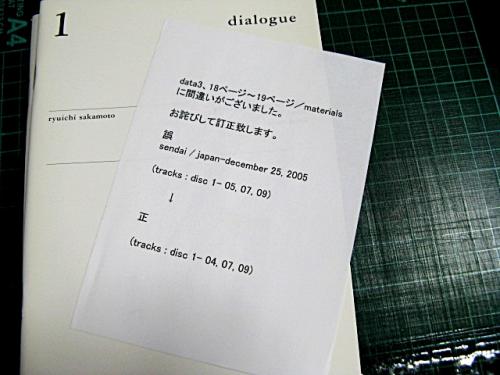 1
dialogue
ryuichi sakamoto
data3、18ページ～19ページ／materials
に間違いがございました。
お詫びして訂正致します。
誤
sendai / japan-december 25, 2005
(tracks : disc 1- 05, 07, 09)
↓
正
(tracks : disc 1- 04, 07, 09)
A4